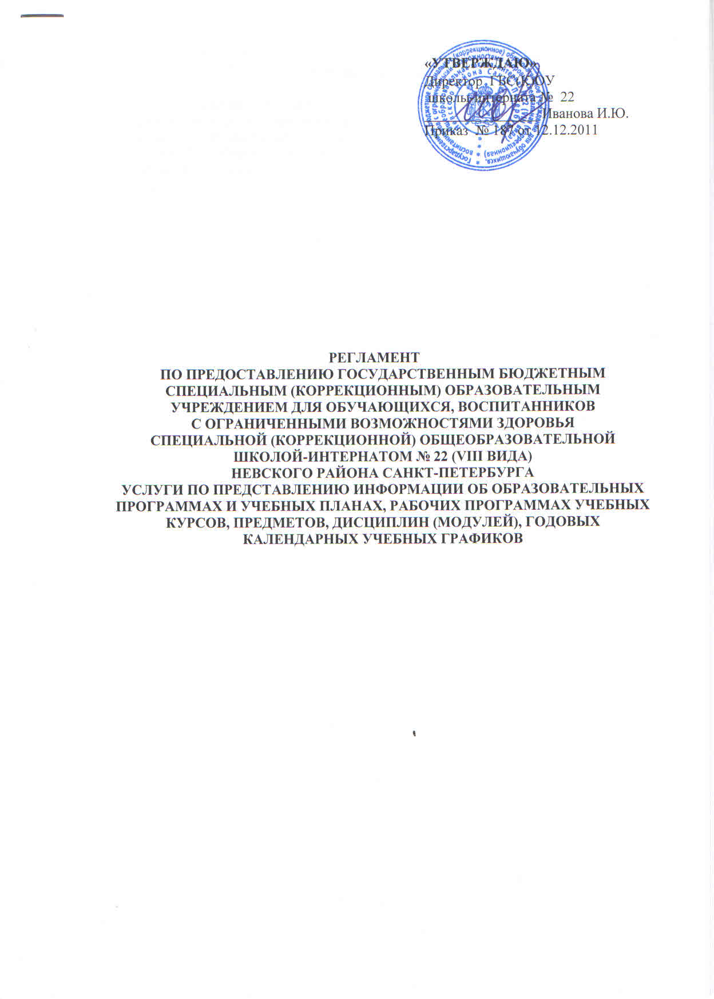 «УТВЕРЖДАЮ»
Директор ГБС(К)ОУ
школы-интерната № 22
Иванова И.Ю.
Приказ № 187 от 12.12.2011
РЕГЛАМЕНТ
ПО ПРЕДОСТАВЛЕНИЮ ГОСУДАРСТВЕННЫМ БЮДЖЕТНЫМ
СПЕЦИАЛЬНЫМ (КОРРЕКЦИОННЫМ) ОБРАЗОВАТЕЛЬНЫМ
УЧРЕЖДЕНИЕМ ДЛЯ ОБУЧАЮЩИХСЯ, ВОСПИТАННИКОВ
С ОГРАНИЧЕННЫМИ ВОЗМОЖНОСТЯМИ ЗДОРОВЬЯ
СПЕЦИАЛЬНОЙ (КОРРЕКЦИОННОЙ) ОБЩЕОБРАЗОВАТЕЛЬНОЙ
ШКОЛОЙ-ИНТЕРНАТОМ № 22 (VIII ВИДА)
НЕВСКОГО РАЙОНА САНКТ-ПЕТЕРБУРГА
УСЛУГИ ПО ПРЕДСТАВЛЕНИЮ ИНФОРМАЦИИ ОБ ОБРАЗОВАТЕЛЬНЫХ
ПРОГРАММАХ И УЧЕБНЫХ ПЛАНАХ, РАБОЧИХ ПРОГРАММАХ УЧЕБНЫХ
КУРСОВ, ПРЕДМЕТОВ, ДИСЦИПЛИН (МОДУЛЕЙ), ГОДОВЫХ
КАЛЕНДАРНЫХ УЧЕБНЫХ ГРАФИКОВ